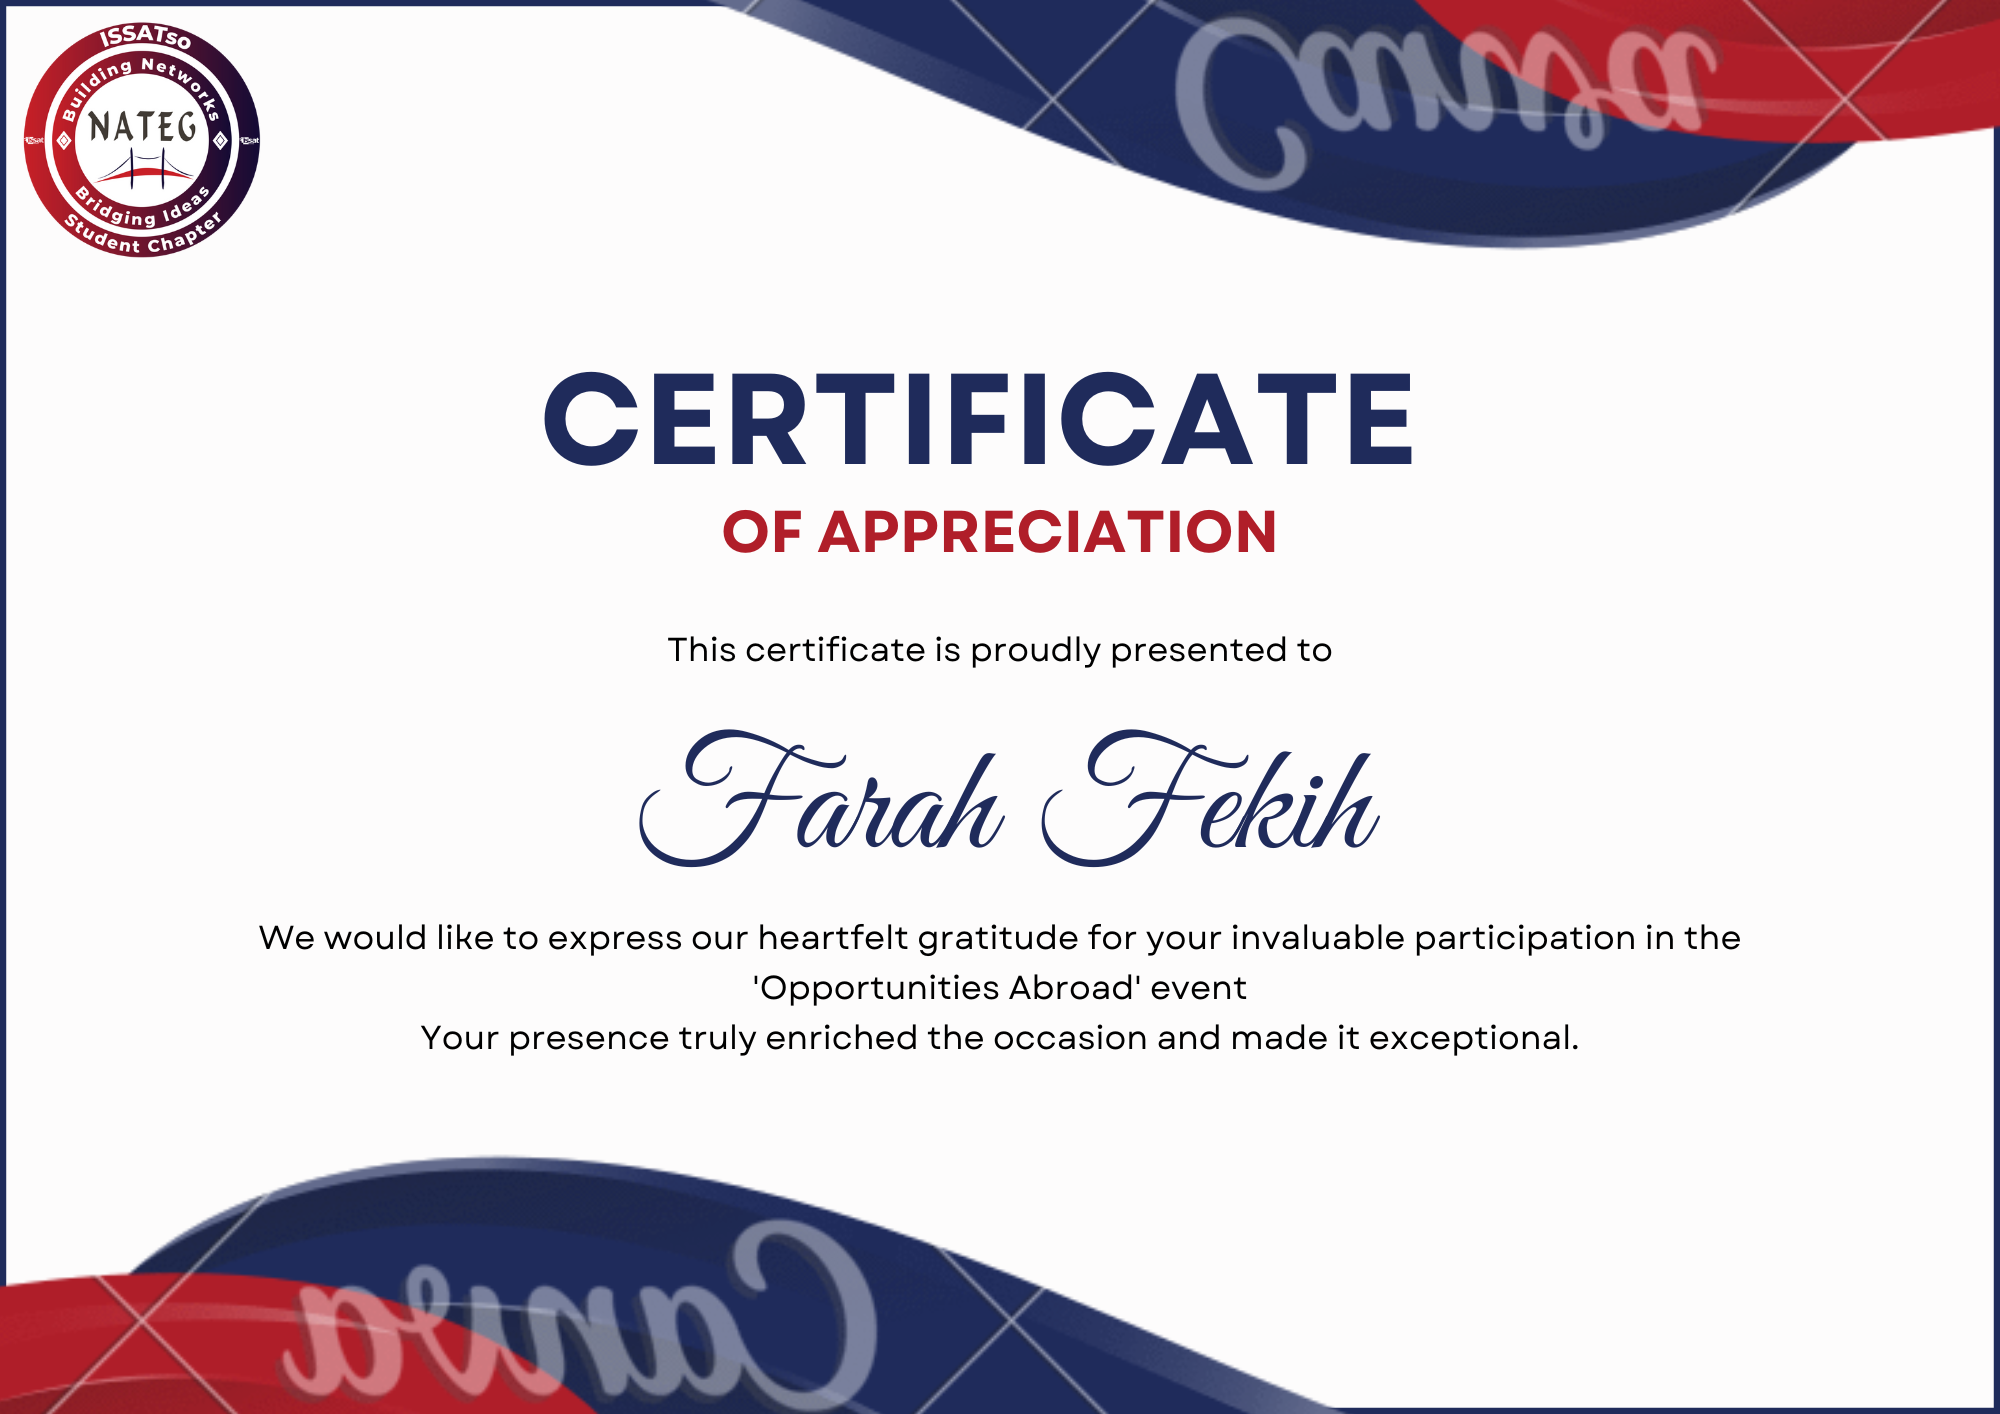 ISSATso
Building Networks
NATEG
Bridging Ideas
Student Chapter
Canva
CERTIFICATE
OF APPRECIATION
This certificate is proudly presented to
Farah Fekih
We would like to express our heartfelt gratitude for your invaluable participation in the
'Opportunities Abroad' event
Your presence truly enriched the occasion and made it exceptional.
Canva